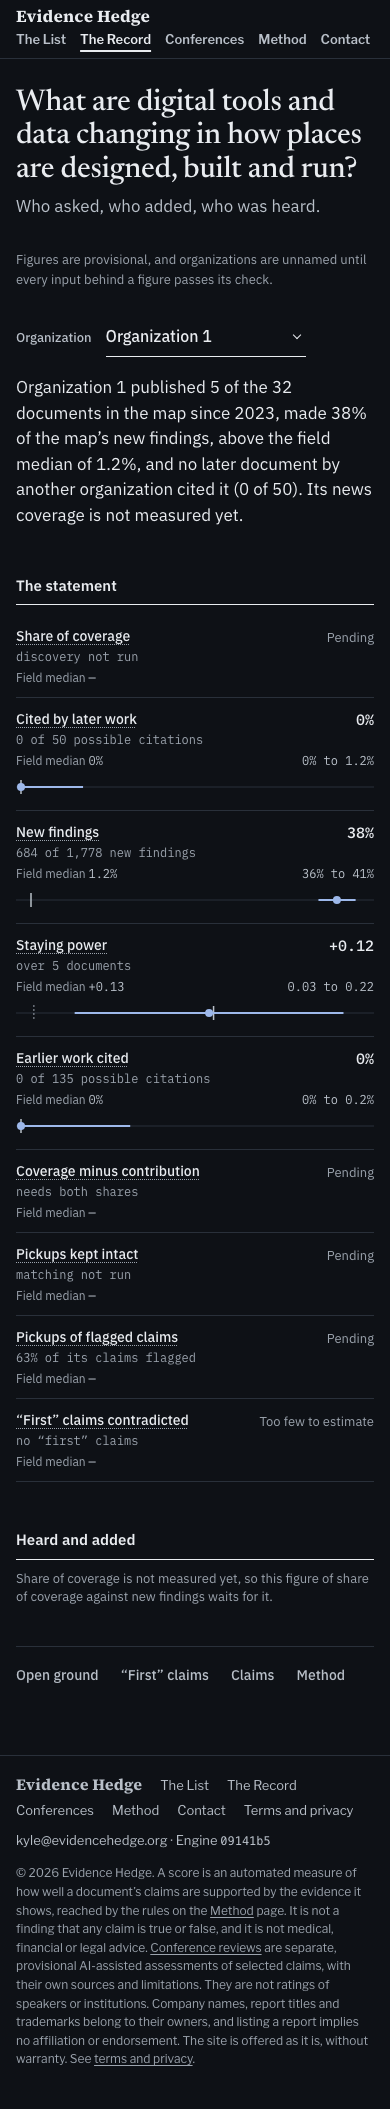 Evidence Hedge
The List The Record Conferences Method Contact
What are digital tools and
data changing in how places
are designed, built and run?
Who asked, who added, who was heard.
Figures are provisional, and organizations are unnamed until
every input behind a figure passes its check.
Organization Organization 1
Organization 1 published 5 of the 32
documents in the map since 2023, made 38%
of the map’s new findings, above the field
median of 1.2%, and no later document by
another organization cited it (0 of 50). Its news
coverage is not measured yet.
The statement
Share of coverage Pending
discovery not run
Field median –
Cited by later work 0%
0 of 50 possible citations
Field median 0% 0% to 1.2%
New findings 38%
684 of 1,778 new findings
Field median 1.2% 36% to 41%
Staying power +0.12
over 5 documents
Field median +0.13 0.03 to 0.22
Earlier work cited 0%
0 of 135 possible citations
Field median 0% 0% to 0.2%
Coverage minus contribution Pending
needs both shares
Field median –
Pickups kept intact Pending
matching not run
Field median –
Pickups of flagged claims Pending
63% of its claims flagged
Field median –
“First” claims contradicted Too few to estimate
no “first” claims
Field median –
Heard and added
Share of coverage is not measured yet, so this figure of share
of coverage against new findings waits for it.
Open ground “First” claims Claims Method
Evidence Hedge The List The Record
Conferences Method Contact Terms and privacy
kyle@evidencehedge.org · Engine 09141b5
© 2026 Evidence Hedge. A score is an automated measure of
how well a document’s claims are supported by the evidence it
shows, reached by the rules on the Method page. It is not a
finding that any claim is true or false, and it is not medical,
financial or legal advice. Conference reviews are separate,
provisional AI-assisted assessments of selected claims, with
their own sources and limitations. They are not ratings of
speakers or institutions. Company names, report titles and
trademarks belong to their owners, and listing a report implies
no affiliation or endorsement. The site is offered as it is, without
warranty. See terms and privacy.